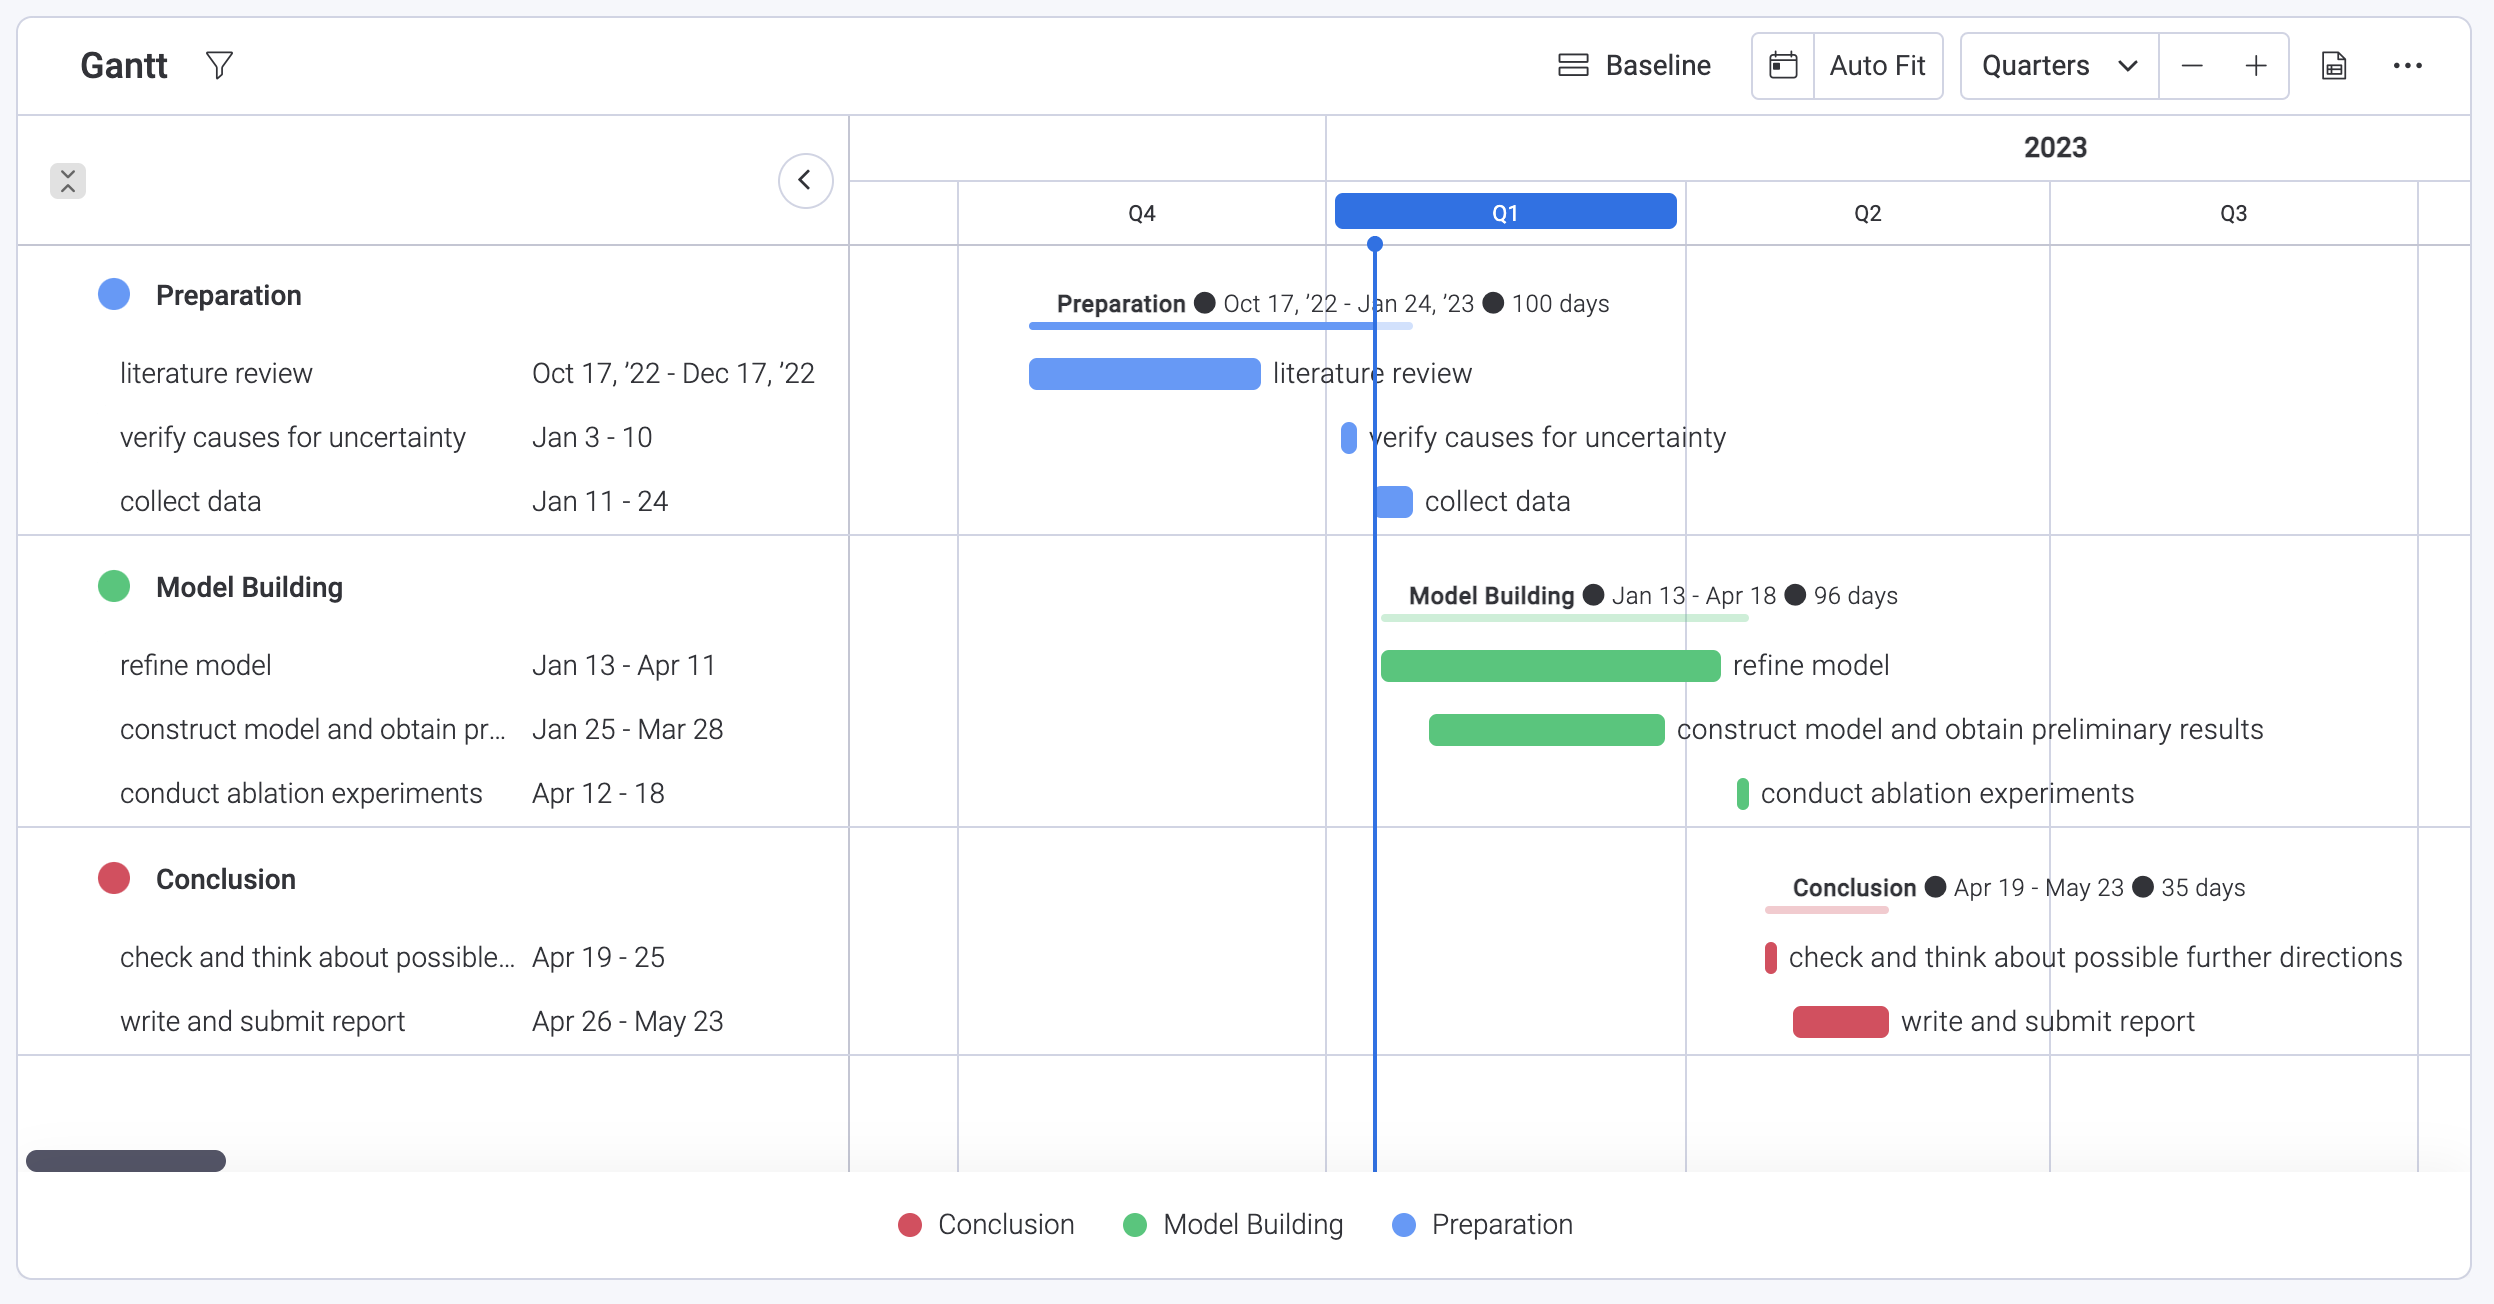 Gantt
Baseline
Auto Fit
Quarters
2023
Q4
Q1
Q2
Q3
Preparation
Preparation ● Oct 17, ’22 - Jan 24, ’23 ● 100 days
literature review
Oct 17, ’22 - Dec 17, ’22
literature review
verify causes for uncertainty
Jan 3 - 10
verify causes for uncertainty
collect data
Jan 11 - 24
collect data
Model Building
Model Building ● Jan 13 - Apr 18 ● 96 days
refine model
Jan 13 - Apr 11
refine model
construct model and obtain pr...
Jan 25 - Mar 28
construct model and obtain preliminary results
conduct ablation experiments
Apr 12 - 18
conduct ablation experiments
Conclusion
Conclusion ● Apr 19 - May 23 ● 35 days
check and think about possible...
Apr 19 - 25
check and think about possible further directions
write and submit report
Apr 26 - May 23
write and submit report
Conclusion
Model Building
Preparation